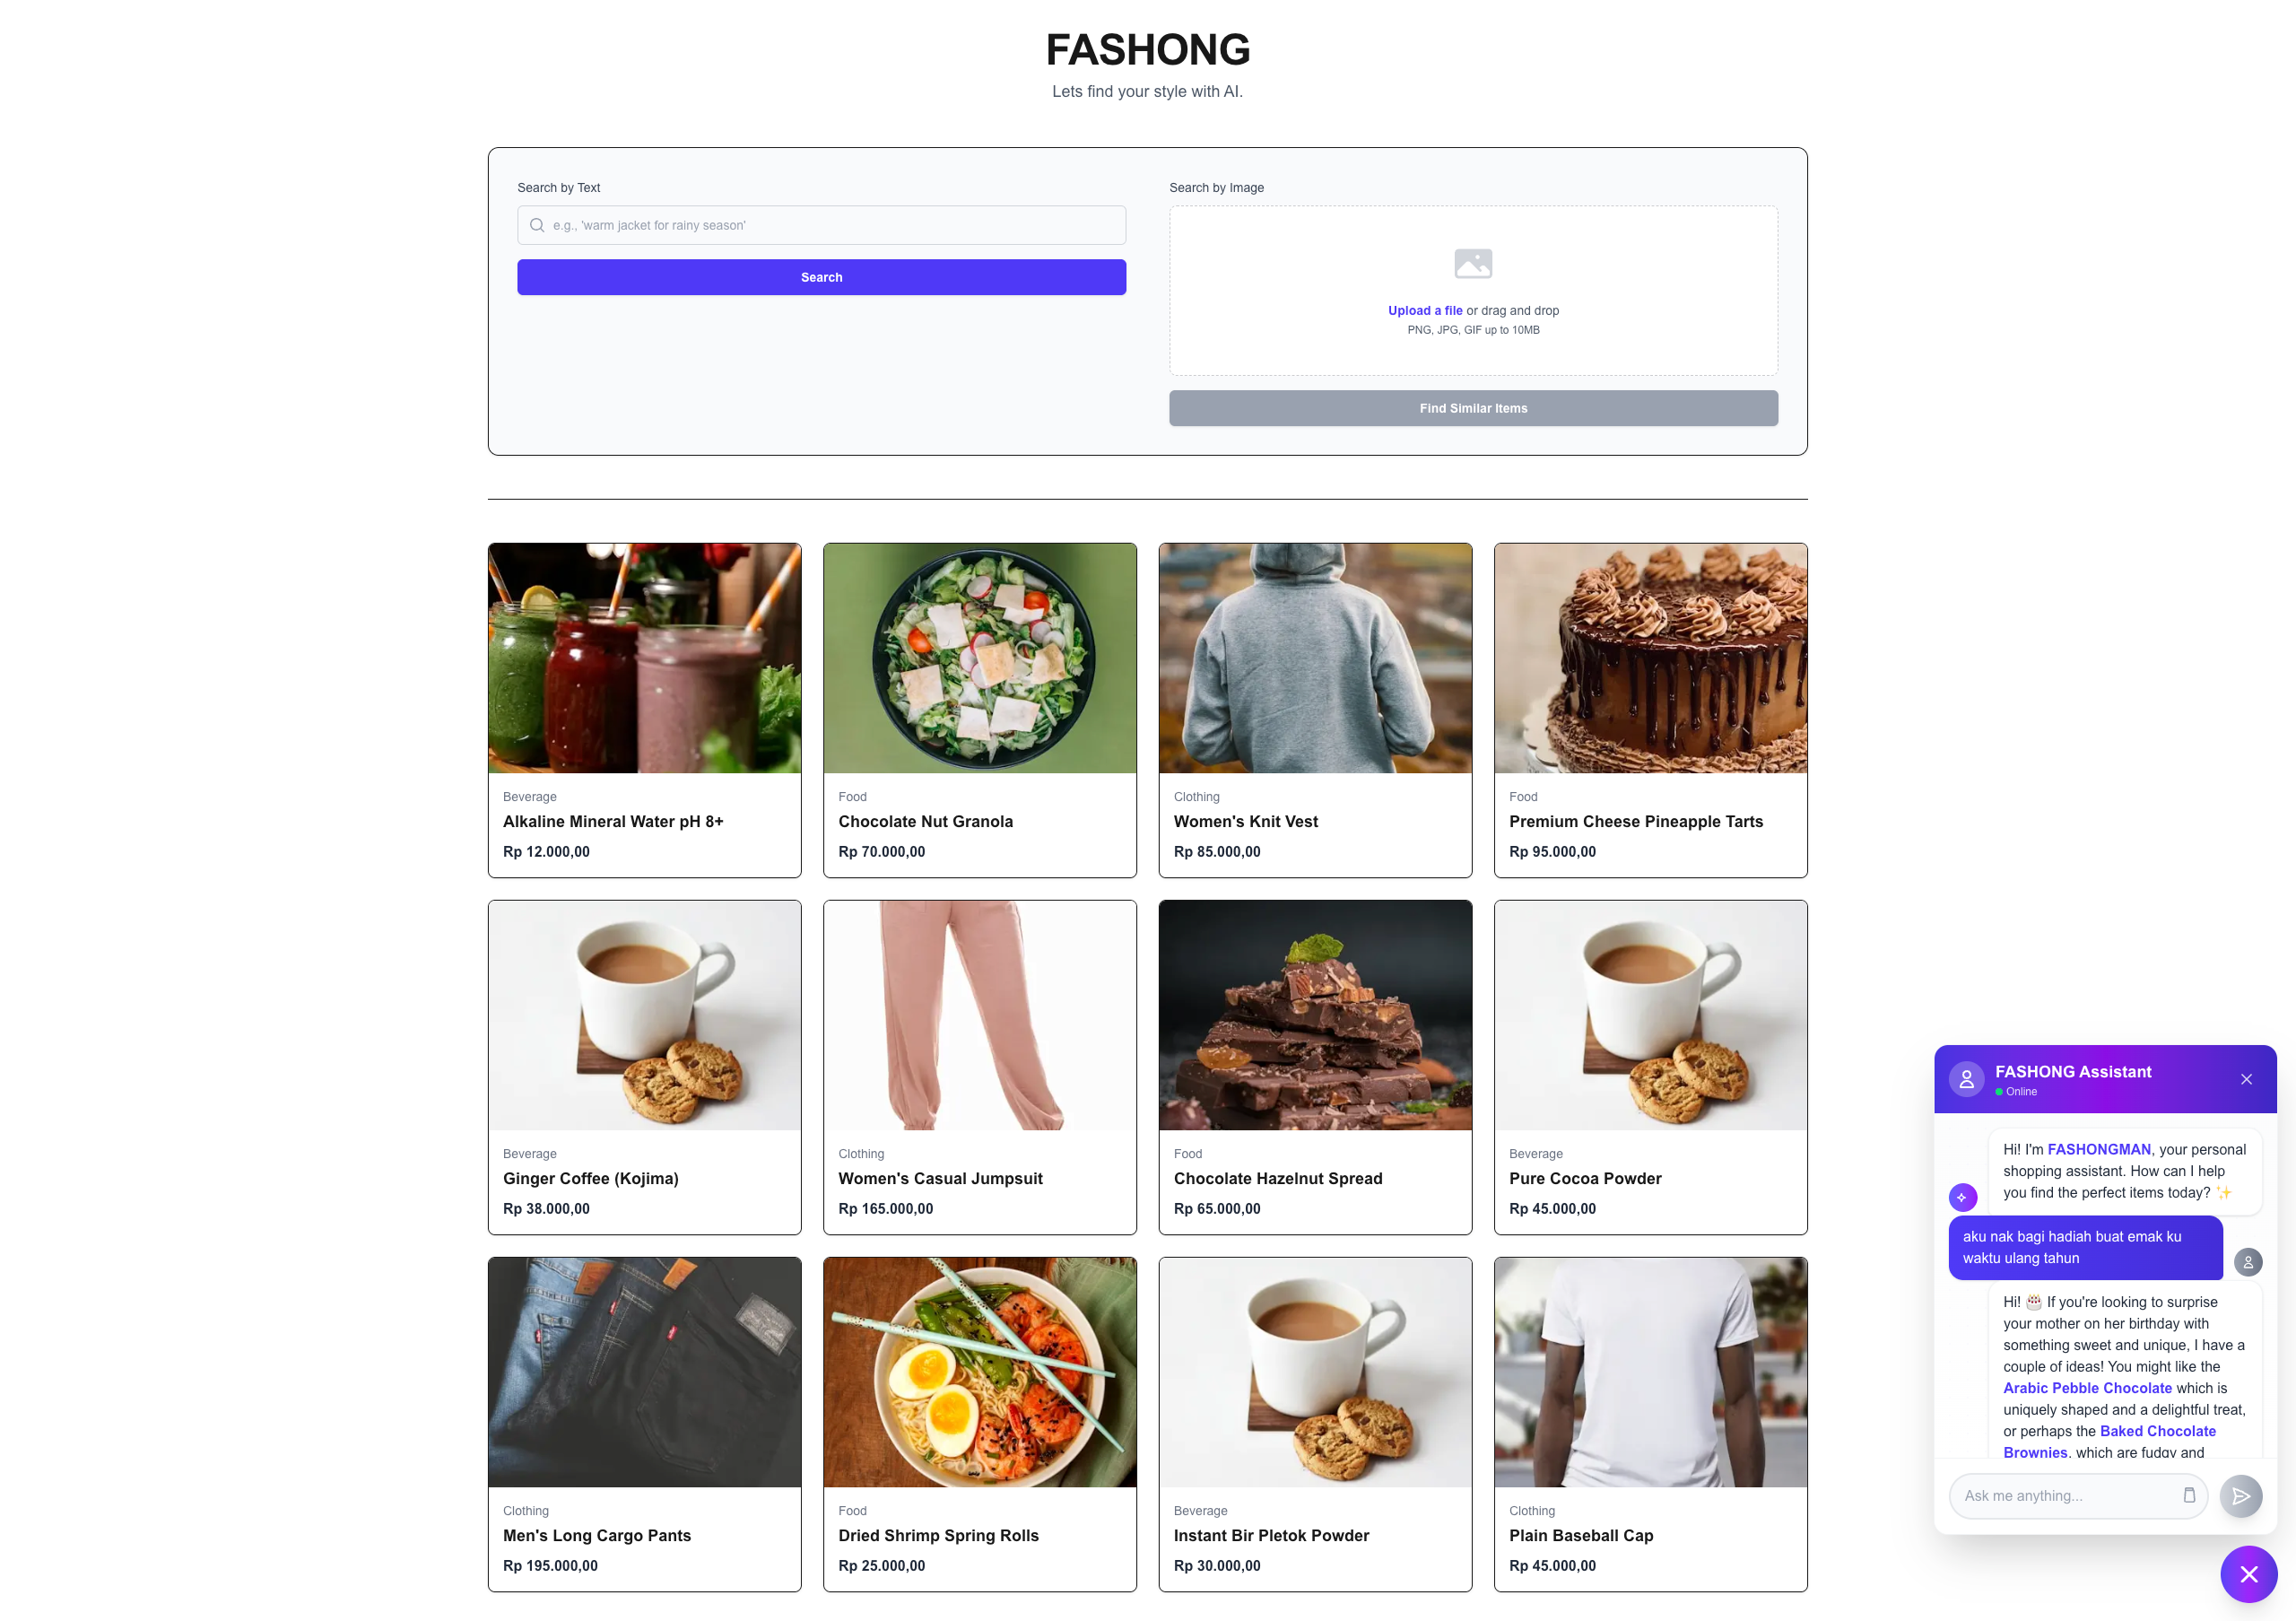 FASHONG
Lets find your style with AI.
Search by Text
e.g., 'warm jacket for rainy season'
Search
Search by Image
Upload a file or drag and drop
PNG, JPG, GIF up to 10MB
Find Similar Items
Beverage
Alkaline Mineral Water pH 8+
Rp 12.000,00
Food
Chocolate Nut Granola
Rp 70.000,00
Clothing
Women's Knit Vest
Rp 85.000,00
Food
Premium Cheese Pineapple Tarts
Rp 95.000,00
Beverage
Ginger Coffee (Kojima)
Rp 38.000,00
Clothing
Women's Casual Jumpsuit
Rp 165.000,00
Food
Chocolate Hazelnut Spread
Rp 65.000,00
Beverage
Pure Cocoa Powder
Rp 45.000,00
Clothing
Men's Long Cargo Pants
Rp 195.000,00
Food
Dried Shrimp Spring Rolls
Rp 25.000,00
Beverage
Instant Bir Pletok Powder
Rp 30.000,00
Clothing
Plain Baseball Cap
Rp 45.000,00
FASHONG Assistant
Online
Hi! I'm FASHONGMAN, your personal
shopping assistant. How can I help
you find the perfect items today? ✨
aku nak bagi hadiah buat emak ku
waktu ulang tahun
Hi! 🎂 If you're looking to surprise
your mother on her birthday with
something sweet and unique, I have a
couple of ideas! You might like the
Arabic Pebble Chocolate which is
uniquely shaped and a delightful treat,
or perhaps the Baked Chocolate
Brownies, which are fudgy and
Ask me anything...